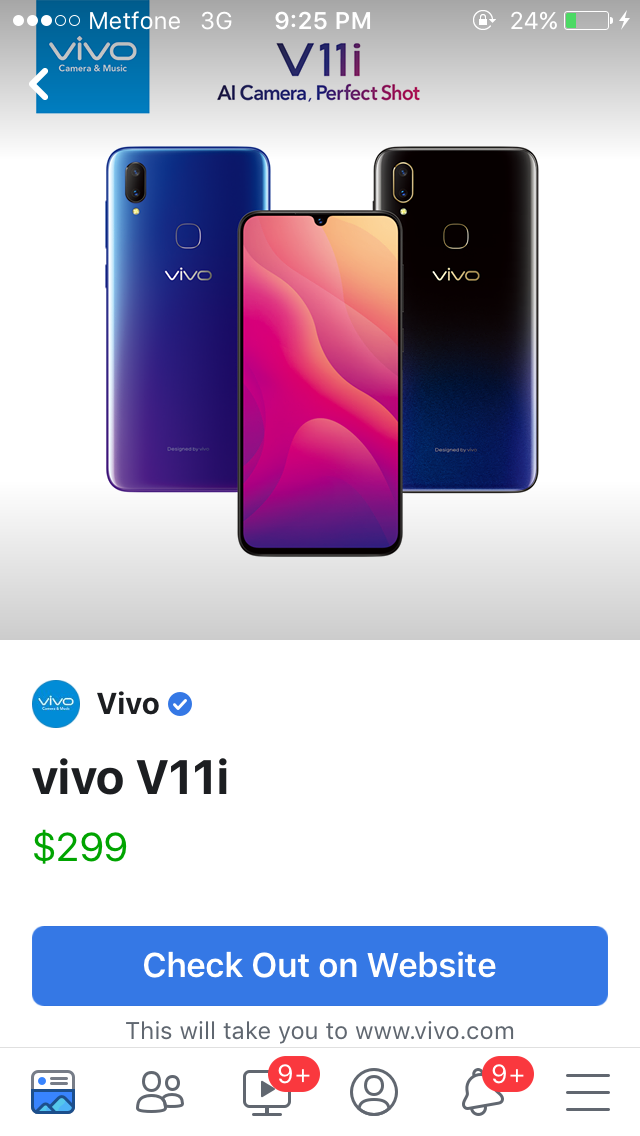 Metfone 3G 9:25 PM 24%
vivo
Camera & Music
V11i
AI Camera, Perfect Shot
vivo
vivo
Designed by vivo
Designed by vivo
vivo
Camera & Music
Vivo
vivo V11i
$299
Check Out on Website
This will take you to www.vivo.com
9+
9+